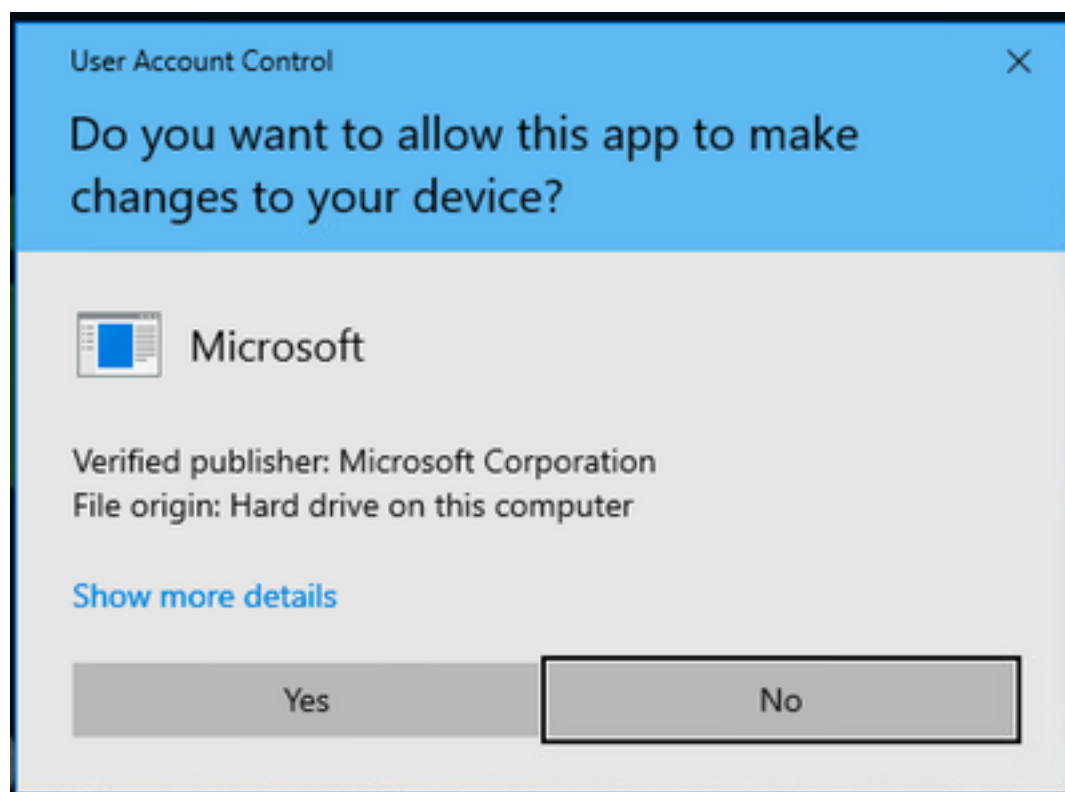 User Account Control
Do you want to allow this app to make
changes to your device?
Microsoft
Verified publisher: Microsoft Corporation
File origin: Hard drive on this computer
Show more details
Yes
No